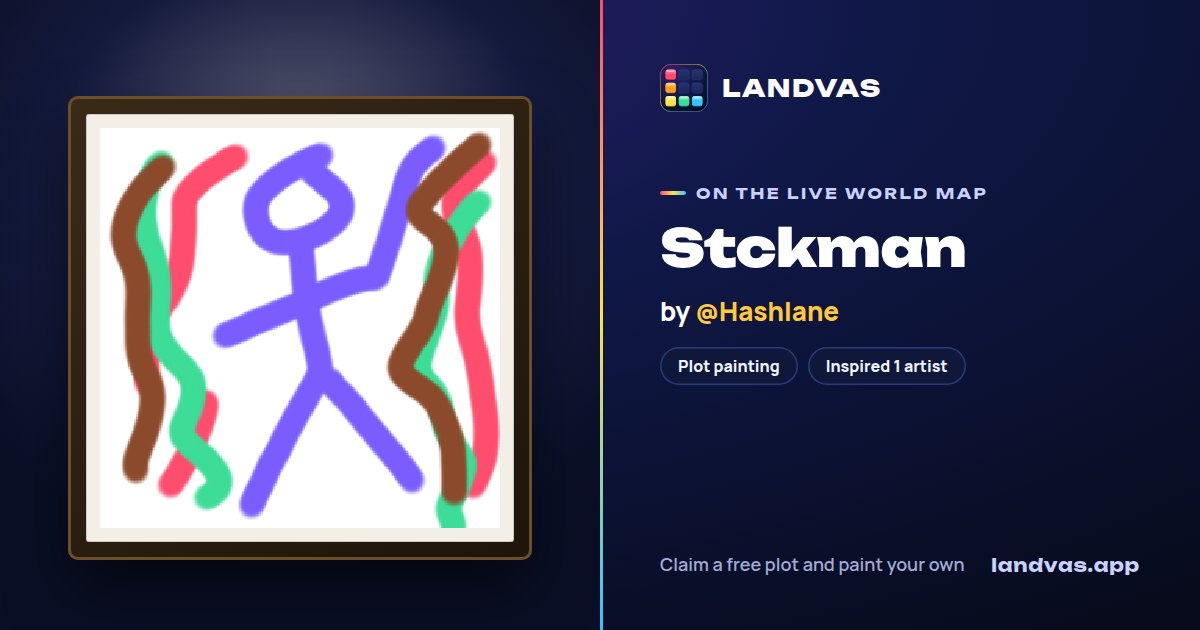 LANDVAS
ON THE LIVE WORLD MAP
Stckman
by @Hashlane
Plot painting
Inspired 1 artist
Claim a free plot and paint your own
landvas.app